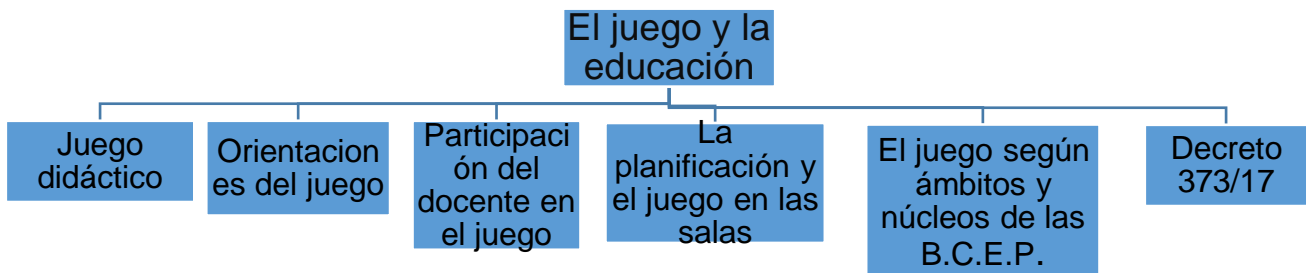 El juego y la
educación
Juego
didáctico
Orientacion
es del juego
Participaci
ón del
docente en
el juego
La
planificación y
el juego en las
salas
El juego según
ámbitos y
núcleos de las
B.C.E.P.
Decreto
373/17